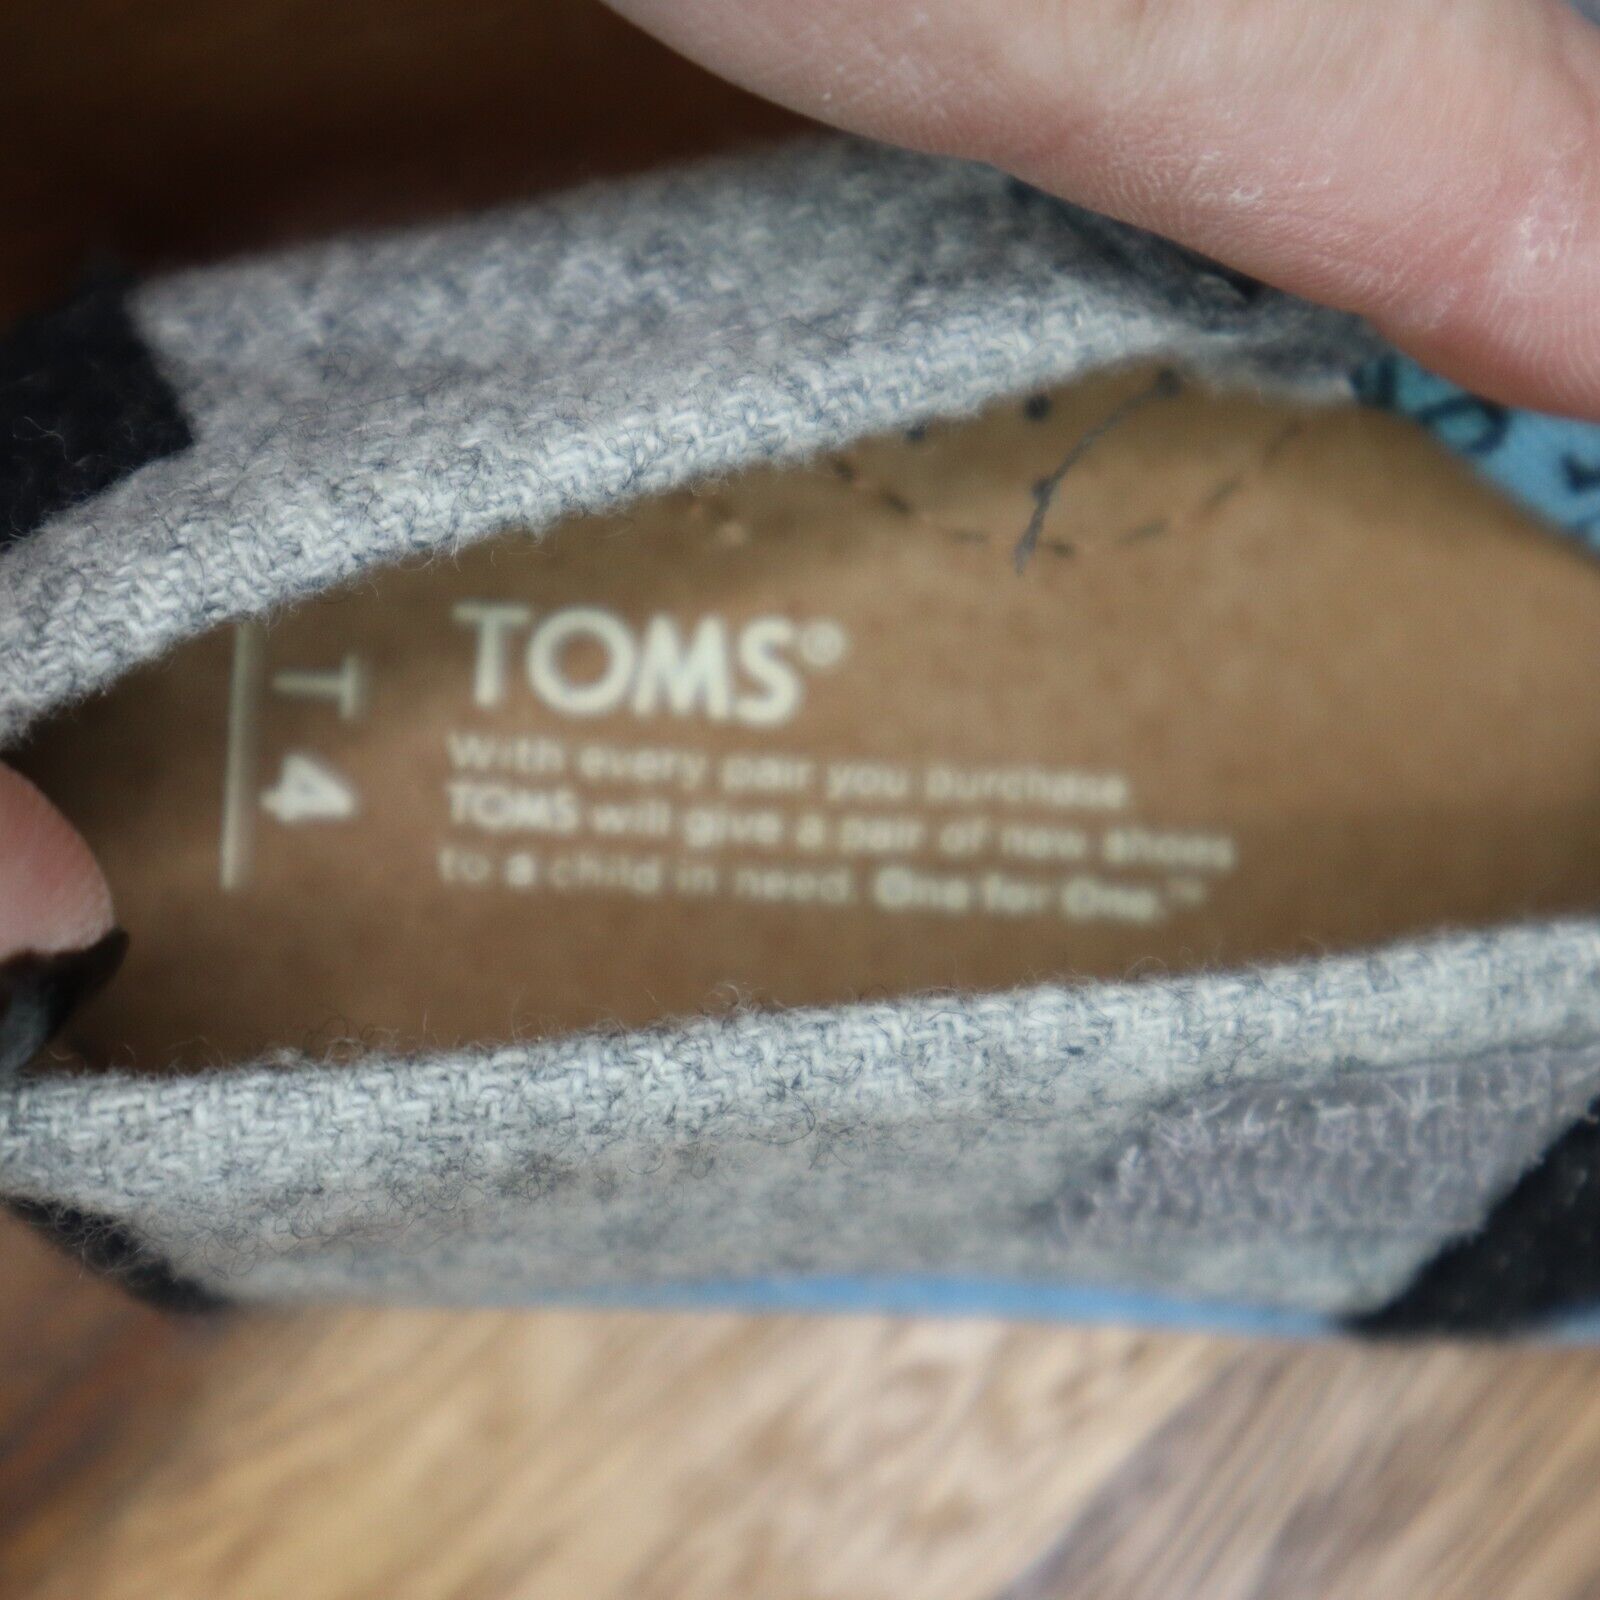 T 4
TOMS®
With every pair you purchase
TOMS will give a pair of new shoes
to a child in need. One for One.™